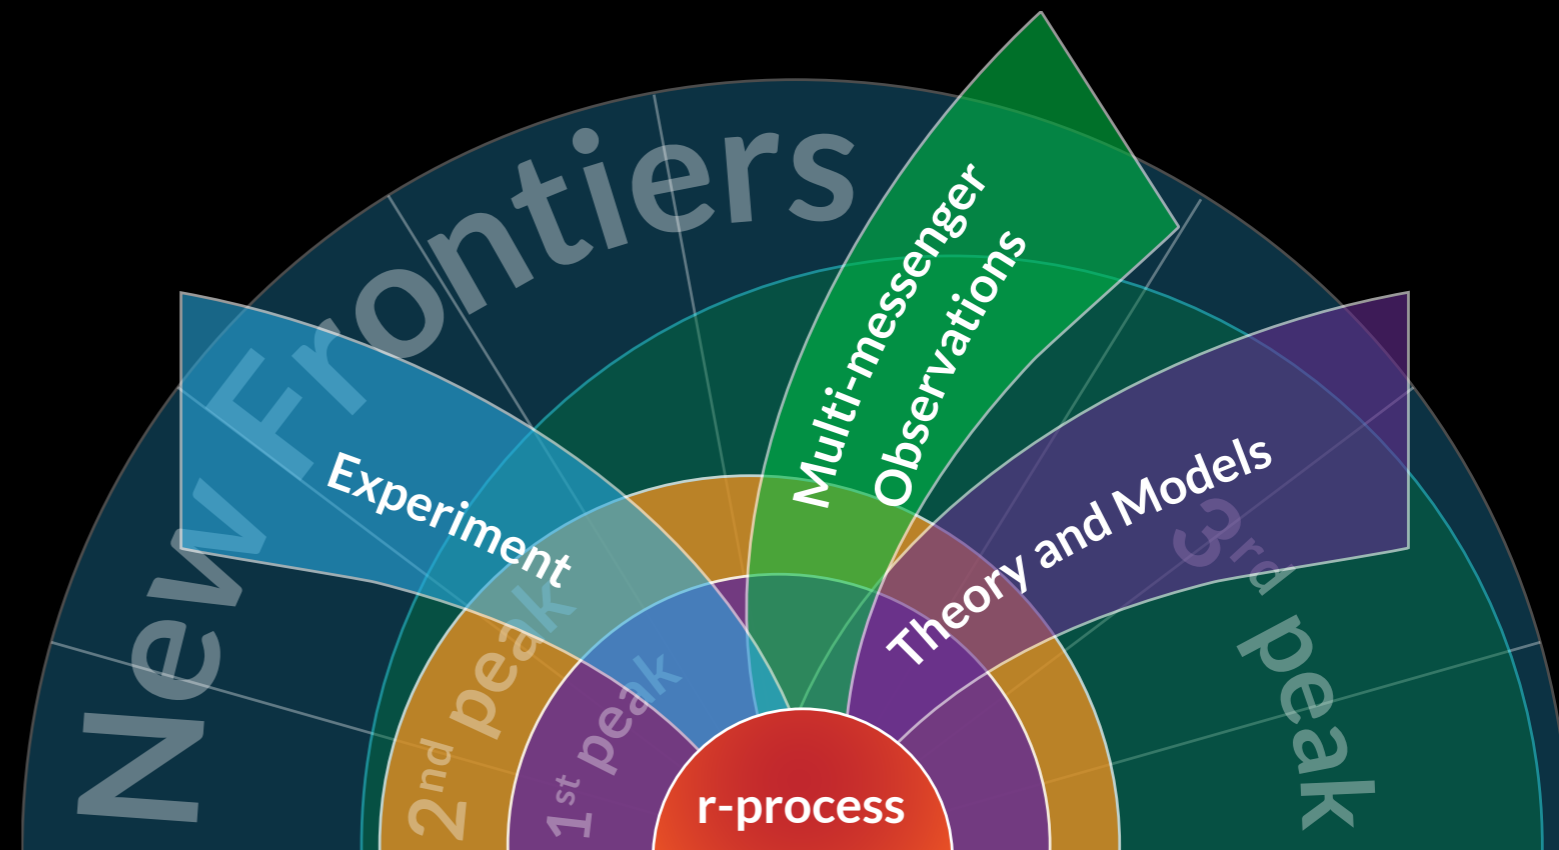 New Frontiers
Multi-messenger
Observations
Experiment
Theory and Models
3rd peak
2nd peak
1st peak
r-process